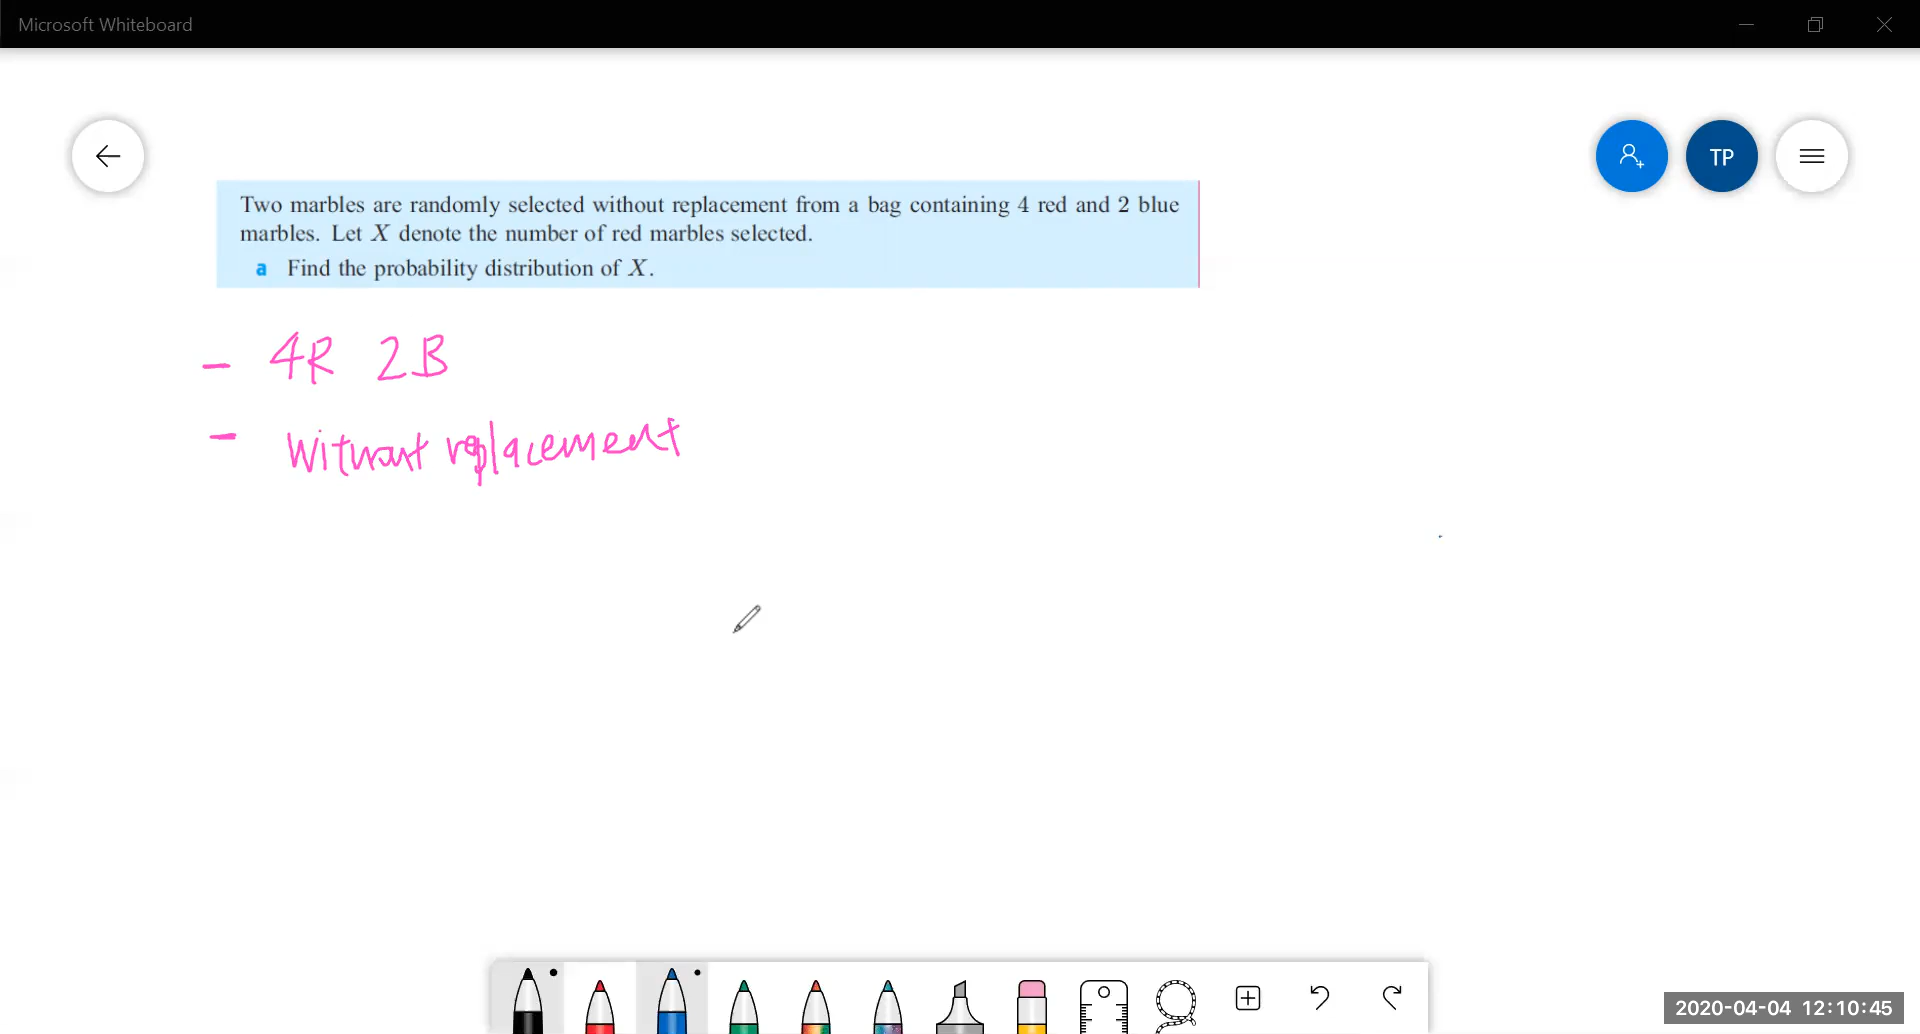 Microsoft Whiteboard
TP
Two marbles are randomly selected without replacement from a bag containing 4 red and 2 blue
marbles. Let X denote the number of red marbles selected.
a Find the probability distribution of X.
- 4R 2B
- Without replacement
2020-04-04 12:10:45